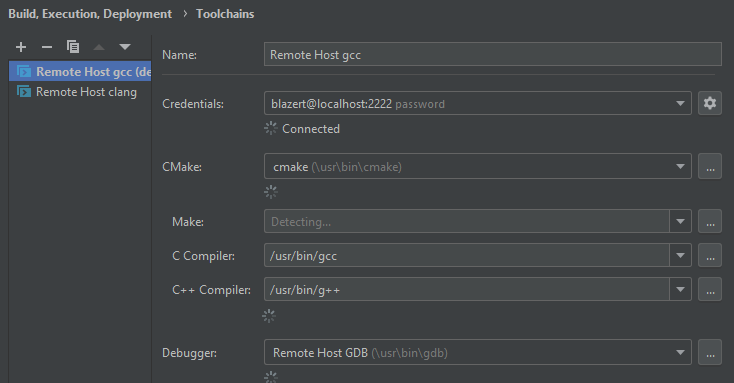 Build, Execution, Deployment › Toolchains
Name: Remote Host gcc
Remote Host gcc (de
Remote Host clang
Credentials: blazert@localhost:2222 password
Connected
CMake: cmake (\usr\bin\cmake)
Make: Detecting...
C Compiler: /usr/bin/gcc
C++ Compiler: /usr/bin/g++
Debugger: Remote Host GDB (\usr\bin\gdb)